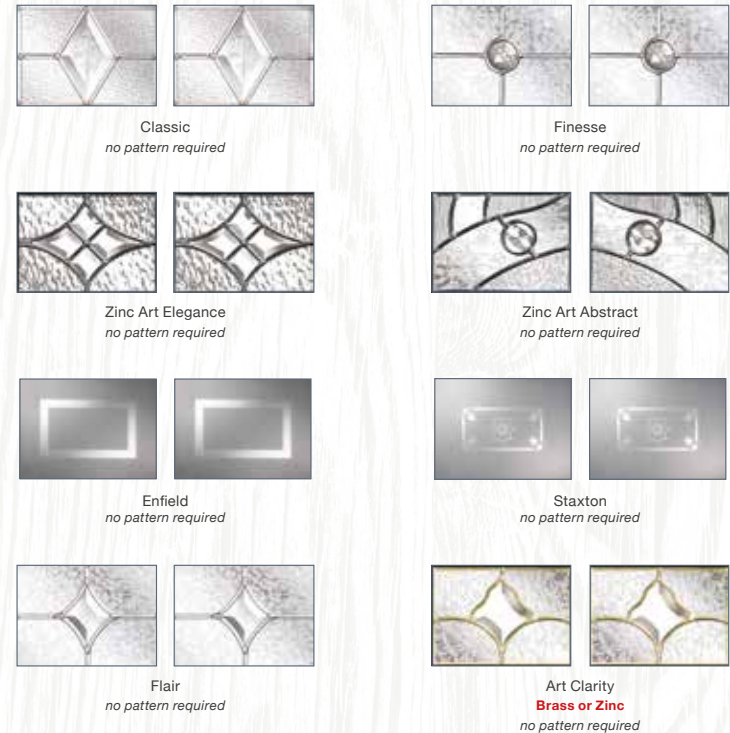 Classic
no pattern required
Finesse
no pattern required
Zinc Art Elegance
no pattern required
Zinc Art Abstract
no pattern required
Enfield
no pattern required
Staxton
no pattern required
Flair
no pattern required
Art Clarity
Brass or Zinc
no pattern required